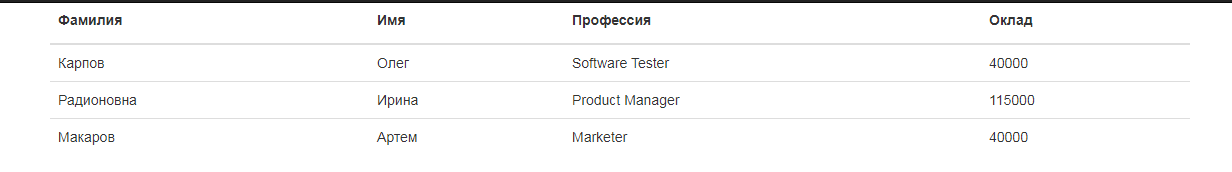 Фамилия Имя Профессия Оклад
Карпов Олег Software Tester 40000
Радионовна Ирина Product Manager 115000
Макаров Артем Marketer 40000